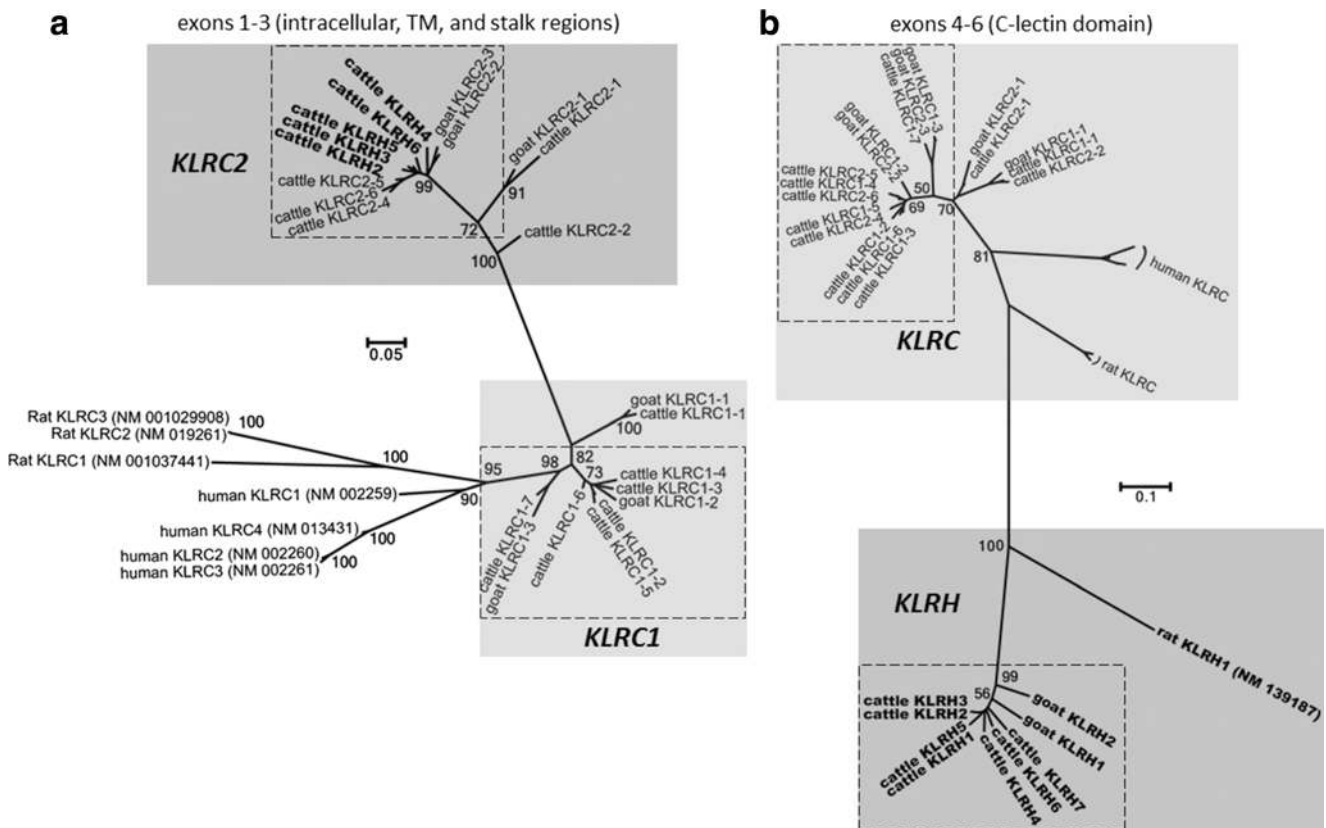 a
exons 1-3 (intracellular, TM, and stalk regions)
KLRC2
cattle KLRH4
cattle KLRH6
cattle KLRH5
cattle KLRH3
cattle KLRH2
goat KLRC2-3
goat KLRC2-2
goat KLRC2-1
cattle KLRC2-1
cattle KLRC2-5
cattle KLRC2-6
cattle KLRC2-4
99
91
72
cattle KLRC2-2
100
0.05
goat KLRC1-1
cattle KLRC1-1
100
Rat KLRC3 (NM 001029908)
100
Rat KLRC2 (NM 019261)
100
Rat KLRC1 (NM 001037441)
95
98
82
73
cattle KLRC1-4
cattle KLRC1-3
goat KLRC1-2
human KLRC1 (NM 002259)
90
human KLRC4 (NM 013431)
100
human KLRC2 (NM 002260)
100
human KLRC3 (NM 002261)
cattle KLRC1-7
goat KLRC1-3
cattle KLRC1-6
cattle KLRC1-2
cattle KLRC1-5
KLRC1
b
exons 4-6 (C-lectin domain)
goat KLRC1-3
goat KLRC2-3
cattle KLRC1-7
goat KLRC2-1
cattle KLRC2-1
goat KLRC1-1
cattle KLRC1-1
cattle KLRC2-2
goat KLRC1-2
goat KLRC2-2
cattle KLRC2-5
cattle KLRC1-4
cattle KLRC2-6
cattle KLRC1-5
cattle KLRC2-4
cattle KLRC1-2
cattle KLRC1-6
cattle KLRC1-3
50
69
70
81
human KLRC
rat KLRC
KLRC
0.1
100
KLRH
rat KLRH1 (NM 139187)
99
56
goat KLRH2
goat KLRH1
cattle KLRH3
cattle KLRH2
cattle KLRH5
cattle KLRH1
cattle KLRH7
cattle KLRH6
cattle KLRH4